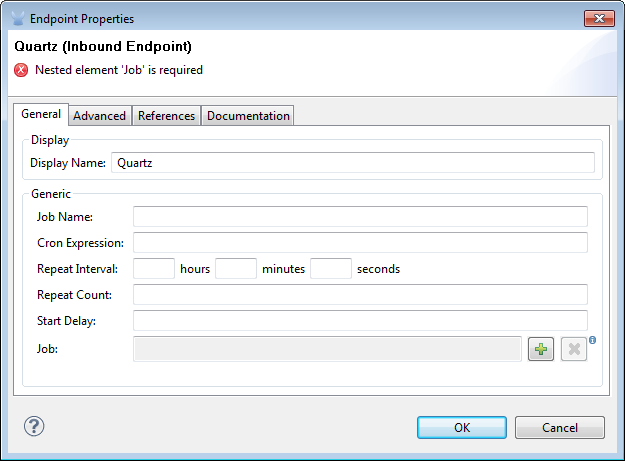 Endpoint Properties
Quartz (Inbound Endpoint)
Nested element 'Job' is required
General Advanced References Documentation
Display
Display Name: Quartz
Generic
Job Name:
Cron Expression:
Repeat Interval: hours minutes seconds
Repeat Count:
Start Delay:
Job:
OK Cancel